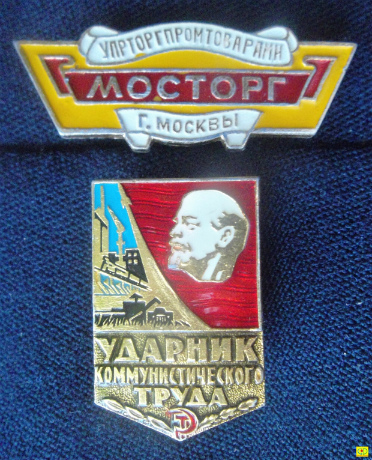 УПРТОРГПРОМТОВАРАМИ
МОСТОРГ
Г. МОСКВЫ
УДАРНИК
КОММУНИСТИЧЕСКОГО
ТРУДА